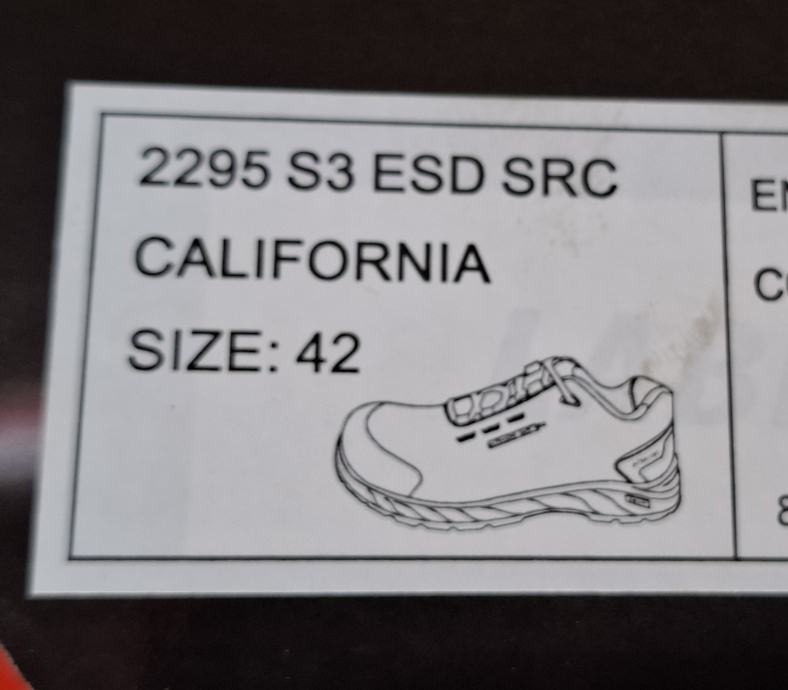 2295 S3 ESD SRC
CALIFORNIA
SIZE: 42